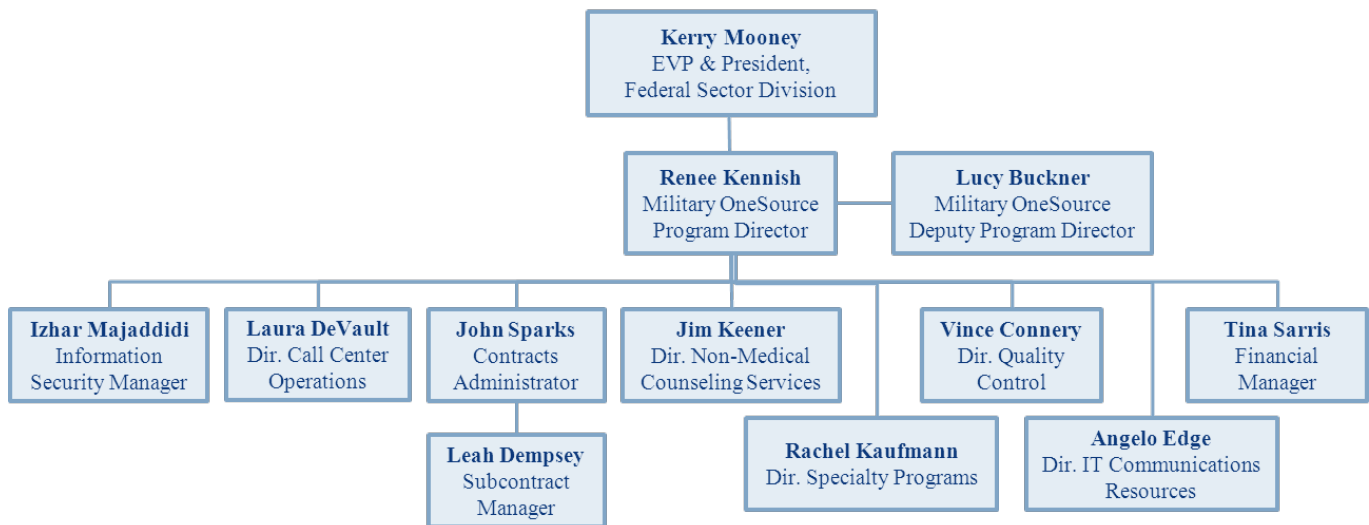 Kerry Mooney
EVP & President,
Federal Sector Division
Renee Kennish
Military OneSource
Program Director
Lucy Buckner
Military OneSource
Deputy Program Director
Izhar Majaddidi
Information
Security Manager
Laura DeVault
Dir. Call Center
Operations
John Sparks
Contracts
Administrator
Jim Keener
Dir. Non-Medical
Counseling Services
Vince Connery
Dir. Quality
Control
Tina Sarris
Financial
Manager
Leah Dempsey
Subcontract
Manager
Rachel Kaufmann
Dir. Specialty Programs
Angelo Edge
Dir. IT Communications
Resources